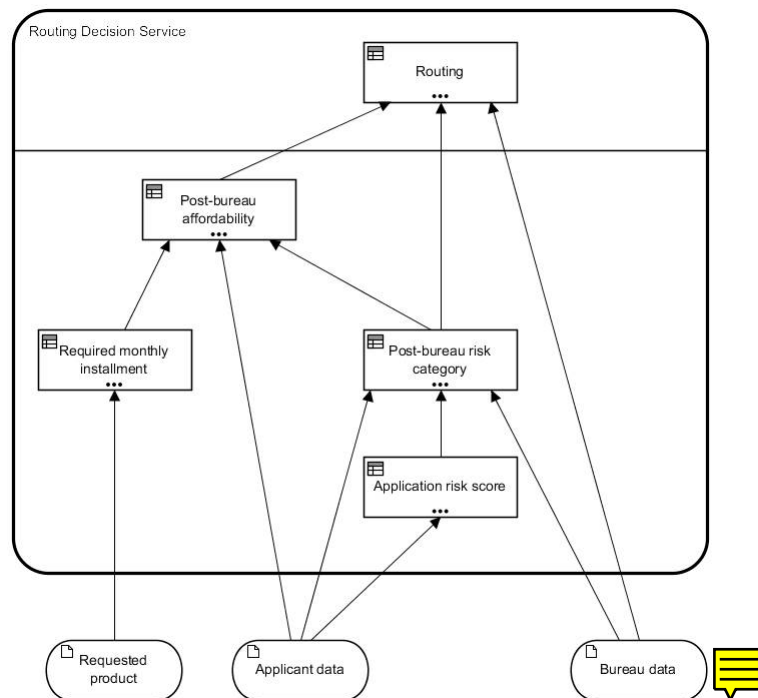 Routing Decision Service
Routing
Post-bureau
affordability
Required monthly
installment
Post-bureau risk
category
Application risk score
Requested
product
Applicant data
Bureau data